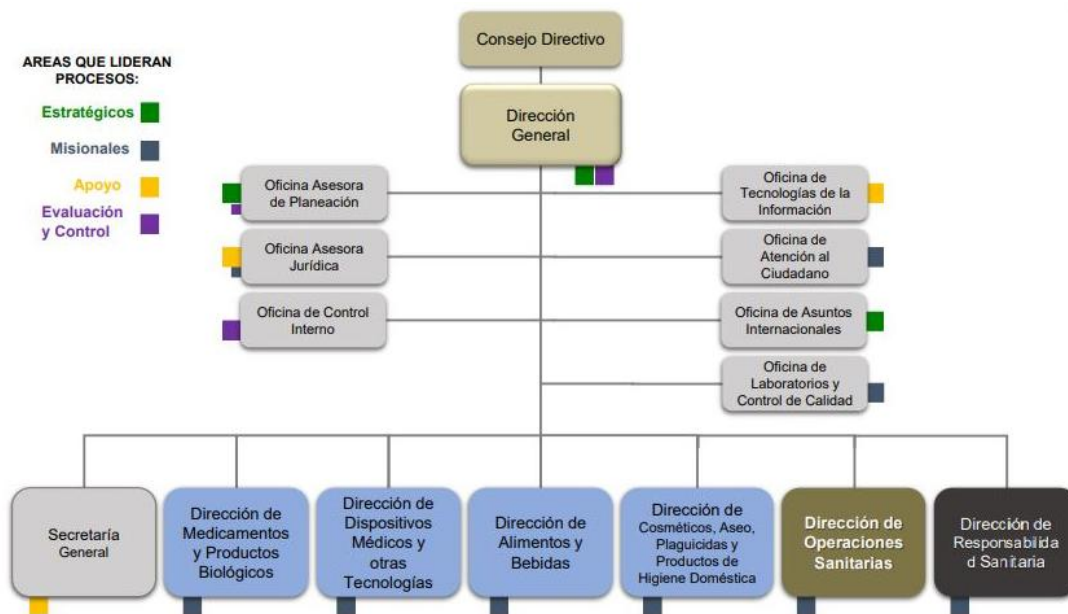 Consejo Directivo
AREAS QUE LIDERAN
PROCESOS:
Estratégicos
Misionales
Apoyo
Evaluación
y Control
Dirección
General
Oficina Asesora
de Planeación
Oficina de
Tecnologías de la
Información
Oficina Asesora
Jurídica
Oficina de
Atención al
Ciudadano
Oficina de Control
Interno
Oficina de Asuntos
Internacionales
Oficina de
Laboratorios y
Control de Calidad
Secretaría
General
Dirección de
Medicamentos
y Productos
Biológicos
Dirección de
Dispositivos
Médicos y
otras
Tecnologías
Dirección de
Alimentos y
Bebidas
Dirección de
Cosméticos, Aseo,
Plaguicidas y
Productos de
Higiene Doméstica
Dirección de
Operaciones
Sanitarias
Dirección de
Responsabilida
d Sanitaria